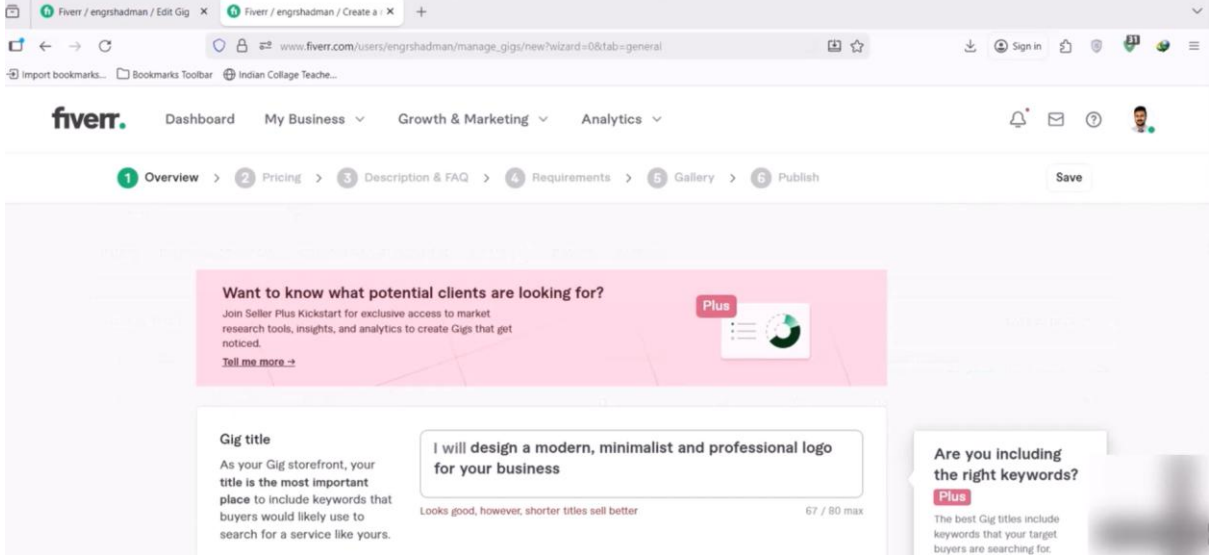 Fiverr / engrshadman / Edit Gig
Fiverr / engrshadman / Create a
www.fiverr.com/users/engrshadman/manage_gigs/new?wizard=0&tab=general
Sign in
Import bookmarks...
Bookmarks Toolbar
Indian Collage Teache...
fiverr.
Dashboard
My Business
Growth & Marketing
Analytics
1 Overview
2 Pricing
3 Description & FAQ
4 Requirements
5 Gallery
6 Publish
Save
Want to know what potential clients are looking for?
Join Seller Plus Kickstart for exclusive access to market
research tools, insights, and analytics to create Gigs that get
noticed.
Tell me more →
Plus
Gig title
As your Gig storefront, your
title is the most important
place to include keywords that
buyers would likely use to
search for a service like yours.
I will design a modern, minimalist and professional logo
for your business
Looks good, however, shorter titles sell better
67 / 80 max
Are you including
the right keywords?
Plus
The best Gig titles include
keywords that your target
buyers are searching for.